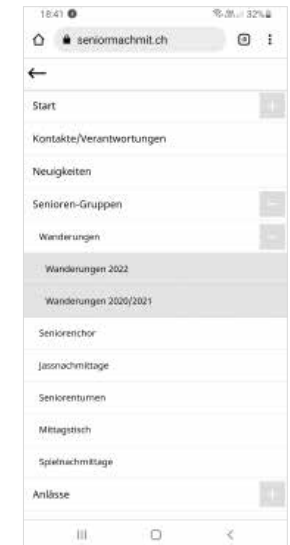 18:41 32%
seniormachmit.ch
Start
Kontakte/Verantwortungen
Neuigkeiten
Senioren-Gruppen
Wanderungen
Wanderungen 2022
Wanderungen 2020/2021
Seniorenchor
Jassnachmittage
Seniorenturnen
Mittagstisch
Spielnachmittage
Anlässe